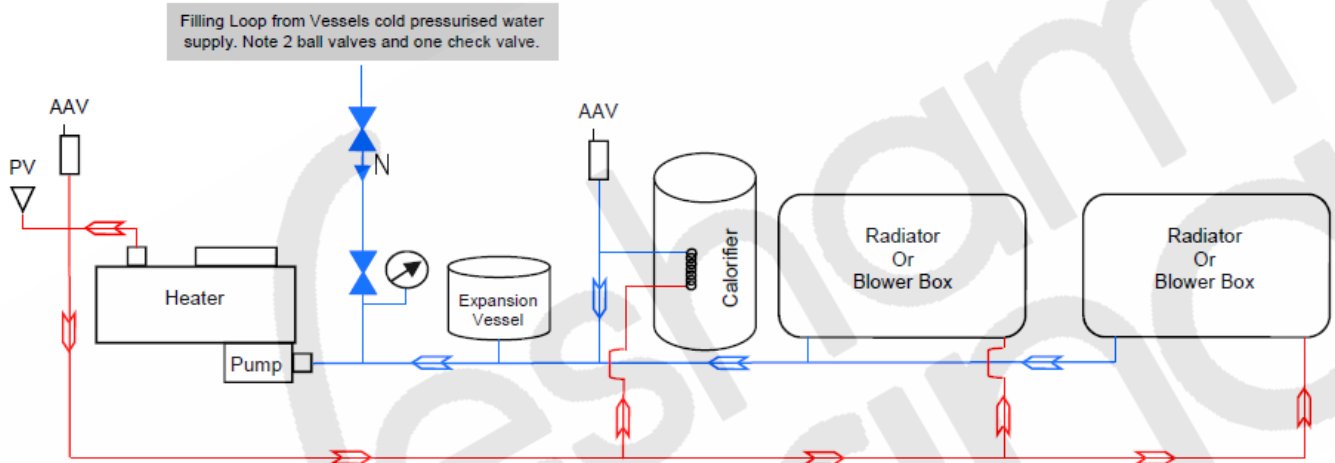 Filling Loop from Vessels cold pressurised water
supply. Note 2 ball valves and one check valve.
AAV
PV
N
AAV
Heater
Pump
Expansion
Vessel
Calorifier
Radiator
Or
Blower Box
Radiator
Or
Blower Box
esham